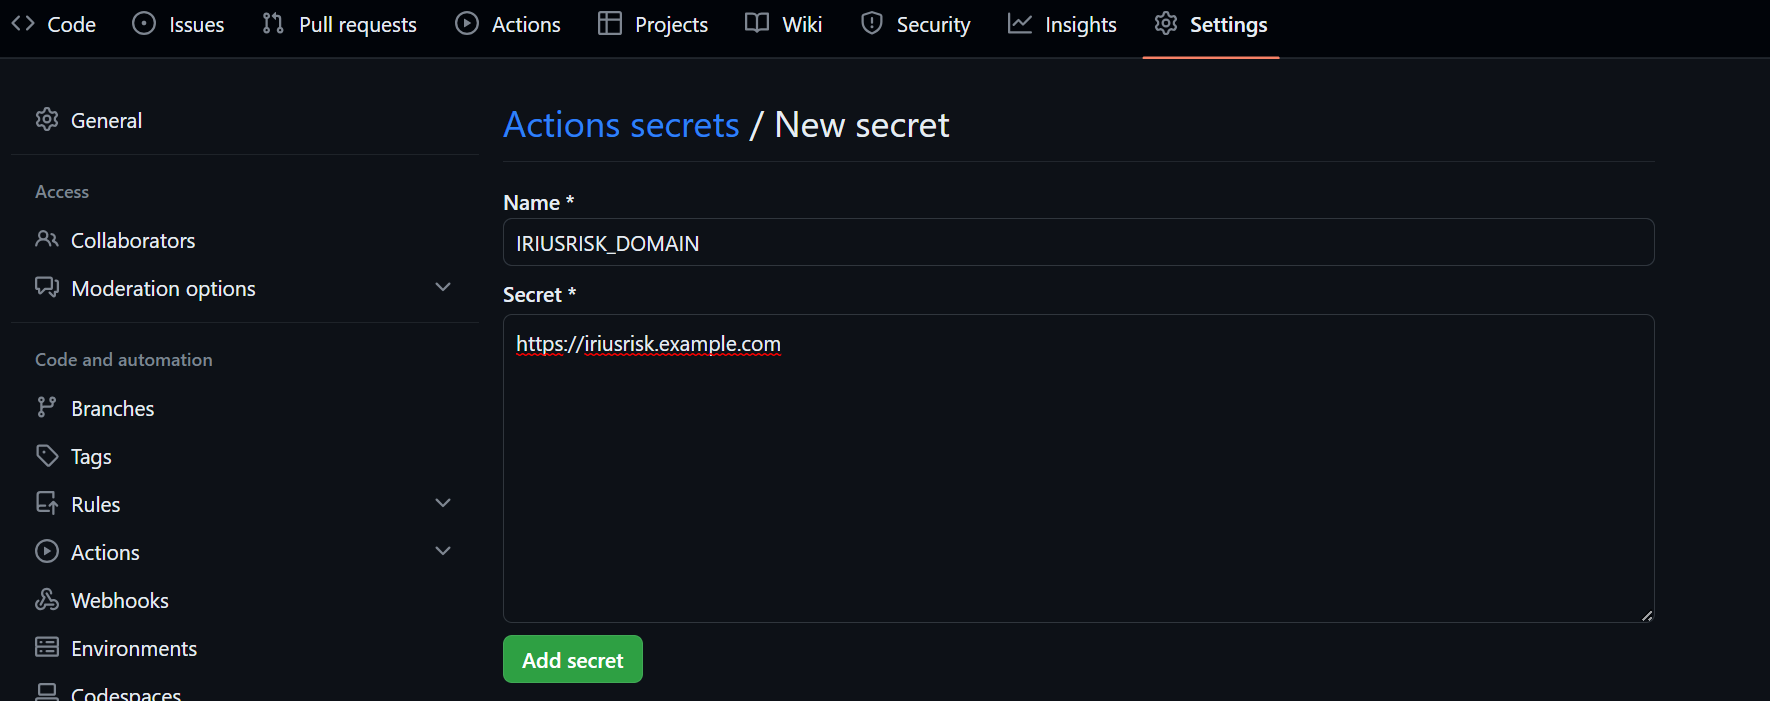 Code Issues Pull requests Actions Projects Wiki Security Insights Settings
General
Access
Collaborators
Moderation options
Code and automation
Branches
Tags
Rules
Actions
Webhooks
Environments
Codespaces
Actions secrets / New secret
Name *
IRIUSRISK_DOMAIN
Secret *
https://iriusrisk.example.com
Add secret